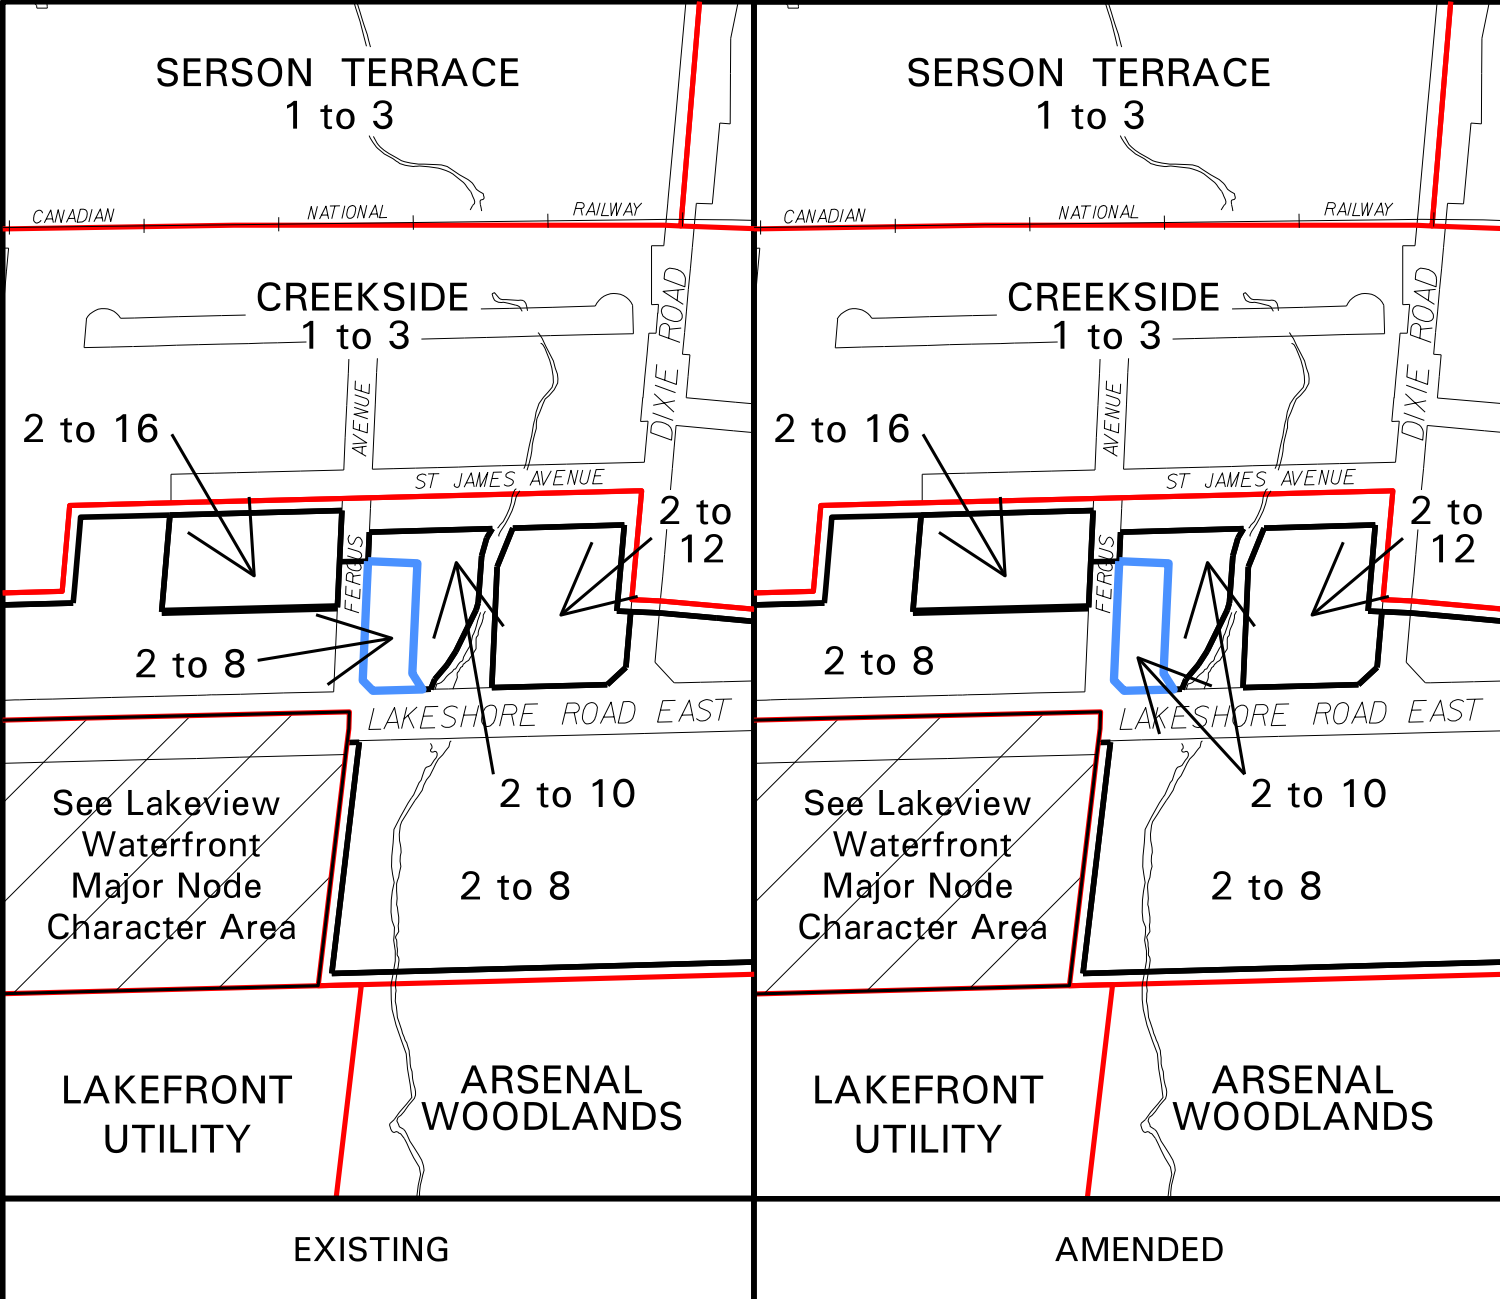 SERSON TERRACE
1 to 3
CANADIAN NATIONAL RAILWAY
CREEKSIDE
1 to 3
DIXIE ROAD
AVENUE
2 to 16
ST JAMES AVENUE
2 to
12
FERGUS
2 to 8
LAKESHORE ROAD EAST
2 to 10
See Lakeview
Waterfront
Major Node
Character Area
2 to 8
LAKEFRONT
UTILITY
ARSENAL
WOODLANDS
EXISTING
SERSON TERRACE
1 to 3
CANADIAN NATIONAL RAILWAY
CREEKSIDE
1 to 3
DIXIE ROAD
AVENUE
2 to 16
ST JAMES AVENUE
2 to
12
FERGUS
2 to 8
LAKESHORE ROAD EAST
2 to 10
See Lakeview
Waterfront
Major Node
Character Area
2 to 8
LAKEFRONT
UTILITY
ARSENAL
WOODLANDS
AMENDED